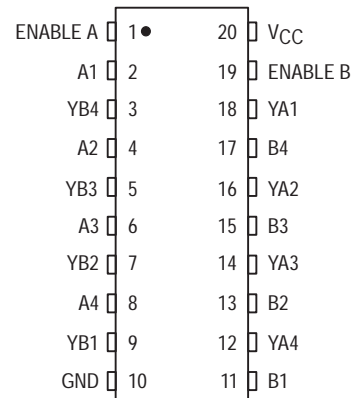 ENABLE A 1 20 VCC
A1 2 19 ENABLE B
YB4 3 18 YA1
A2 4 17 B4
YB3 5 16 YA2
A3 6 15 B3
YB2 7 14 YA3
A4 8 13 B2
YB1 9 12 YA4
GND 10 11 B1